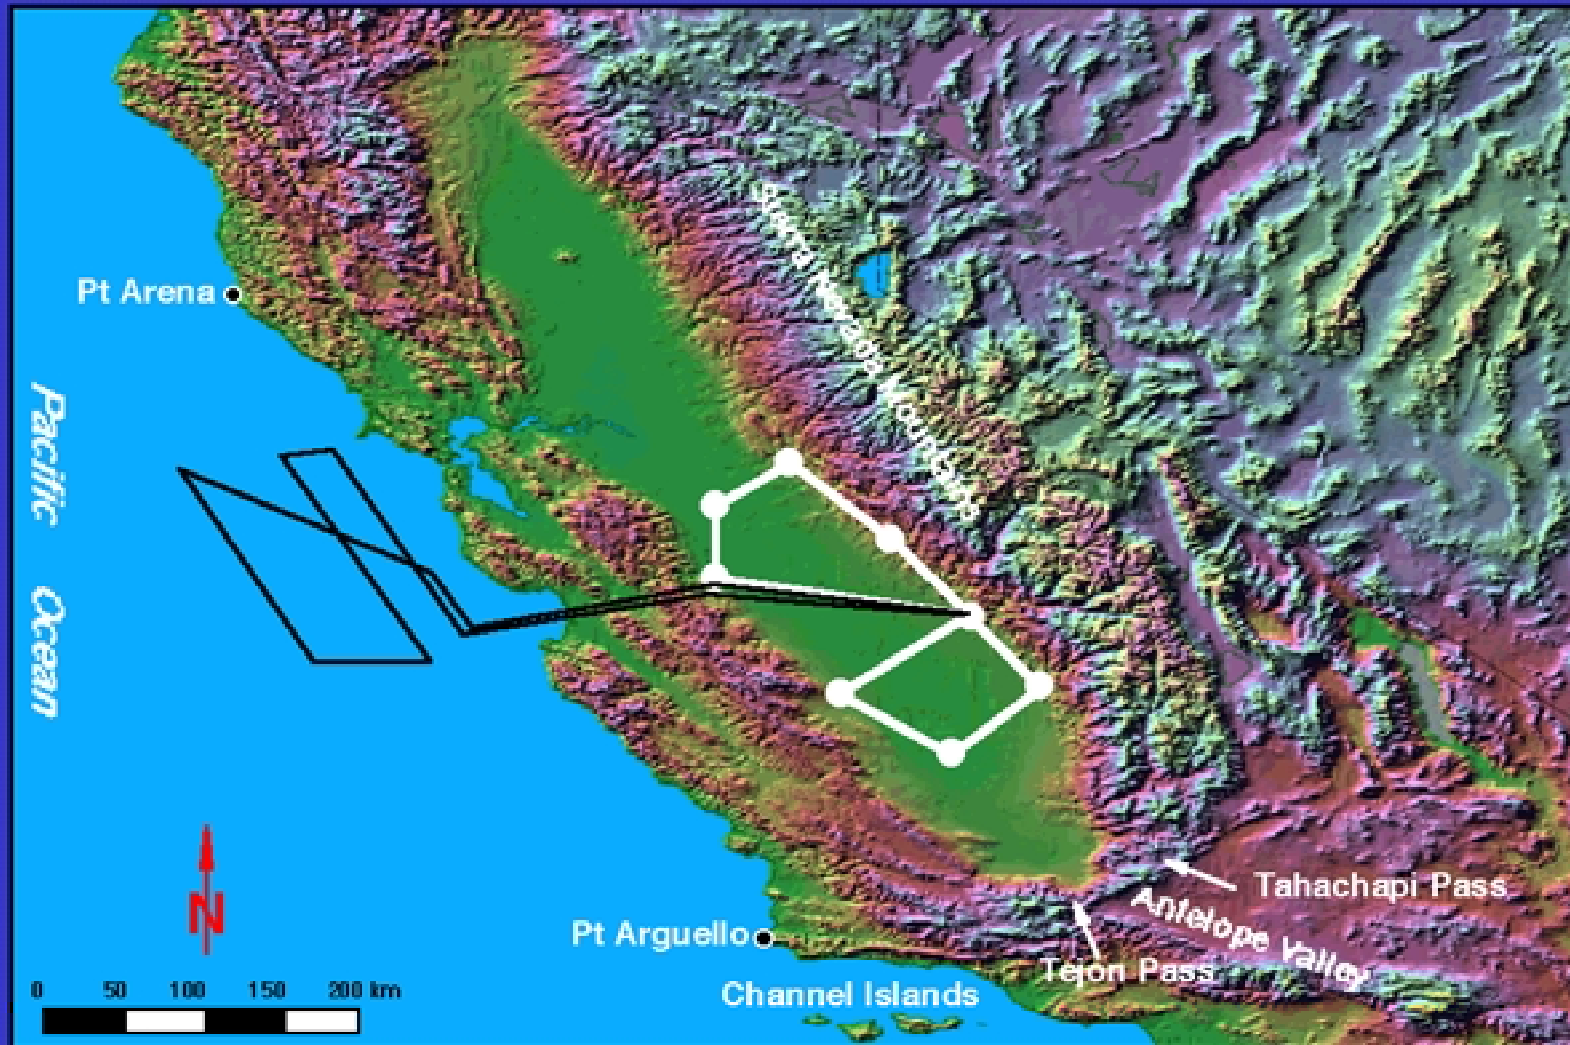 Sierra Nevada Mountains
Pt Arena
Pacific Ocean
Tahachapi Pass
Antelope Valley
Pt Arguello
Tejon Pass
N
0 50 100 150 200 km
Channel Islands